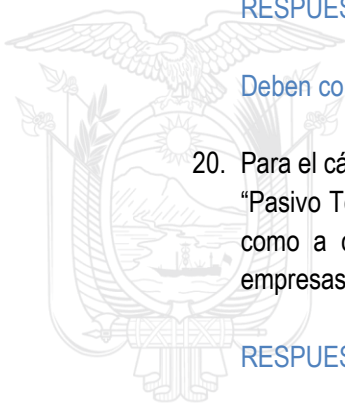 RESPUES
Deben co
20. Para el cá
"Pasivo T
como a
empresas
RESPUES